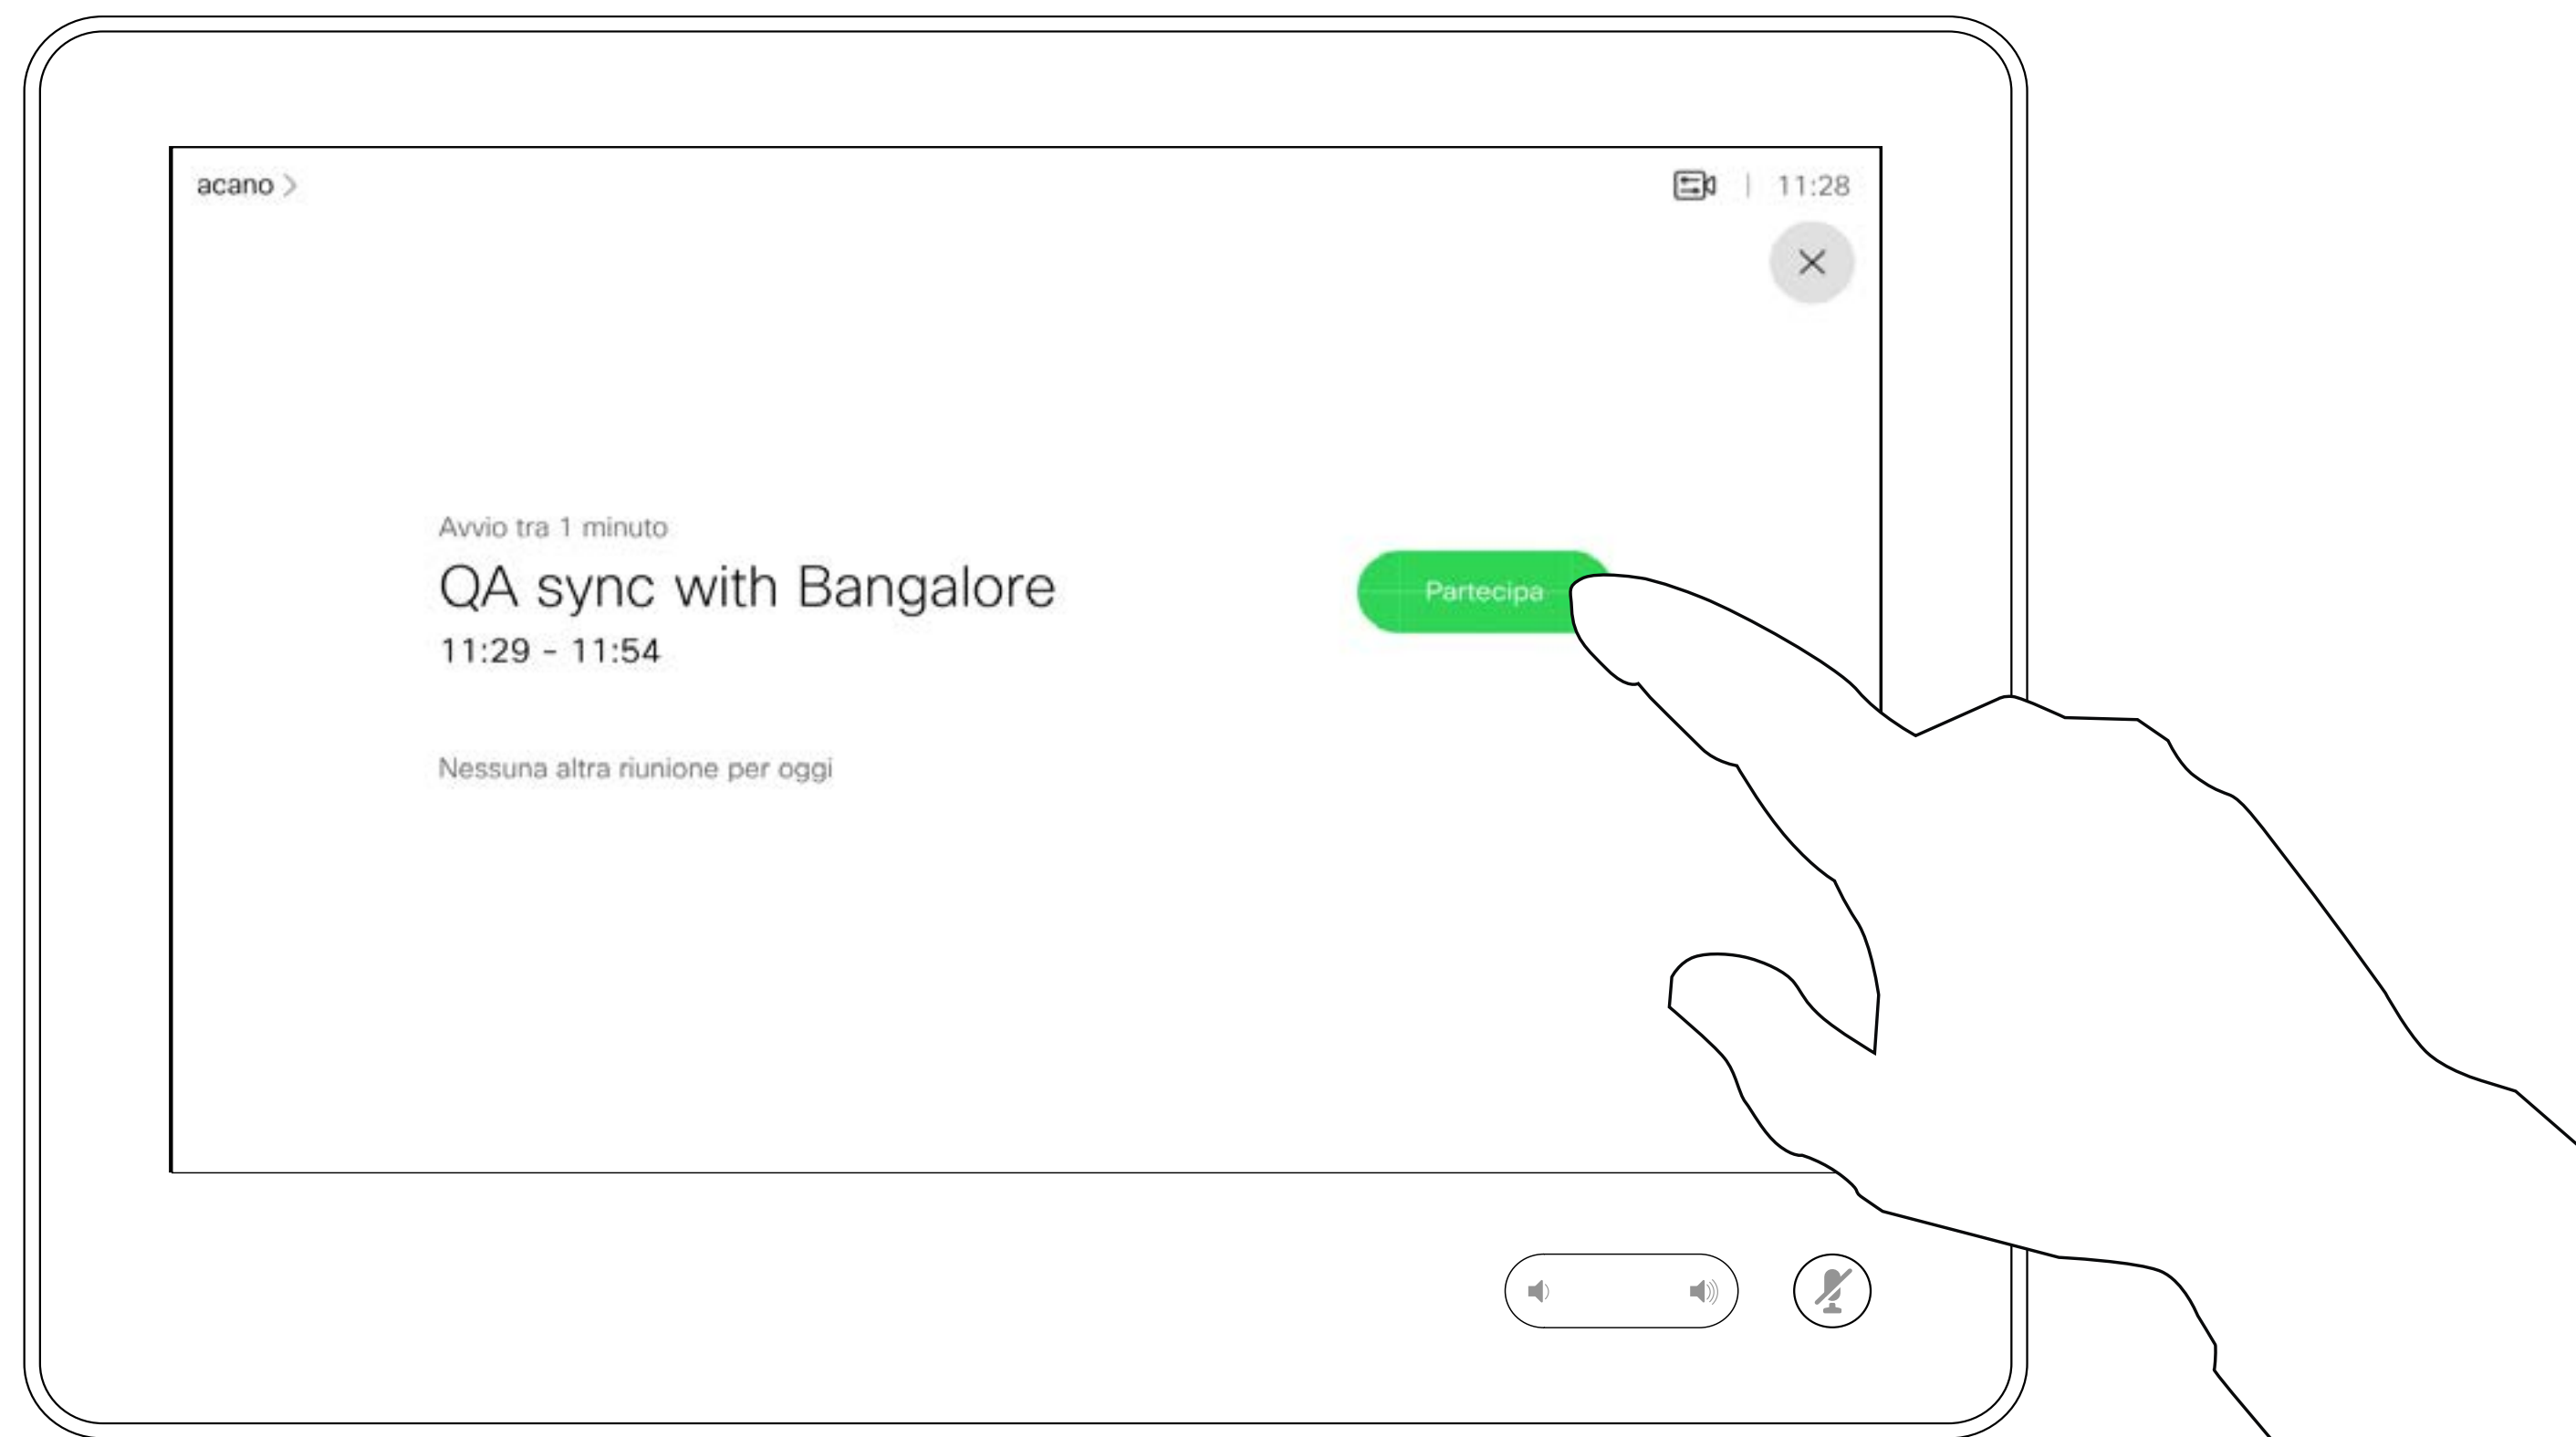 acano
11:28
Avvio tra 1 minuto
QA sync with Bangalore
11:29 - 11:54
Partecipa
Nessuna altra riunione per oggi